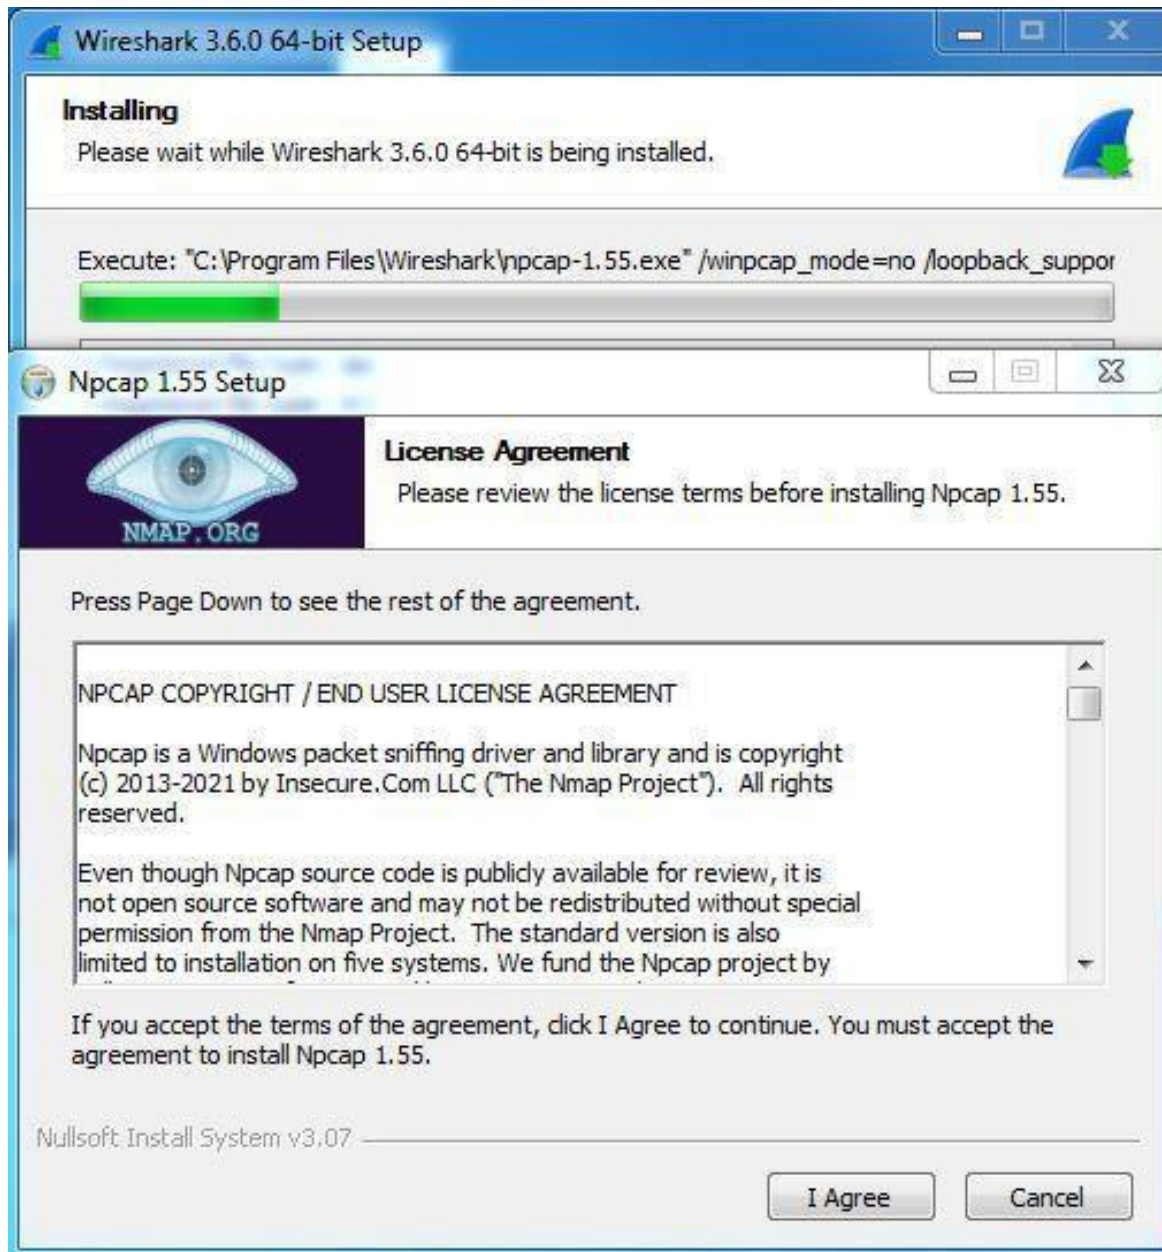 Wireshark 3.6.0 64-bit Setup
Installing
Please wait while Wireshark 3.6.0 64-bit is being installed.
Execute: "C:\Program Files\Wireshark\npcap-1.55.exe" /winpcap_mode=no /loopback_suppor
Npcap 1.55 Setup
NMAP.ORG
License Agreement
Please review the license terms before installing Npcap 1.55.
Press Page Down to see the rest of the agreement.
NPCAP COPYRIGHT / END USER LICENSE AGREEMENT
Npcap is a Windows packet sniffing driver and library and is copyright
(c) 2013-2021 by Insecure.Com LLC ("The Nmap Project").  All rights
reserved.
Even though Npcap source code is publicly available for review, it is
not open source software and may not be redistributed without special
permission from the Nmap Project.  The standard version is also
limited to installation on five systems. We fund the Npcap project by
If you accept the terms of the agreement, click I Agree to continue. You must accept the
agreement to install Npcap 1.55.
Nullsoft Install System v3.07
I Agree
Cancel